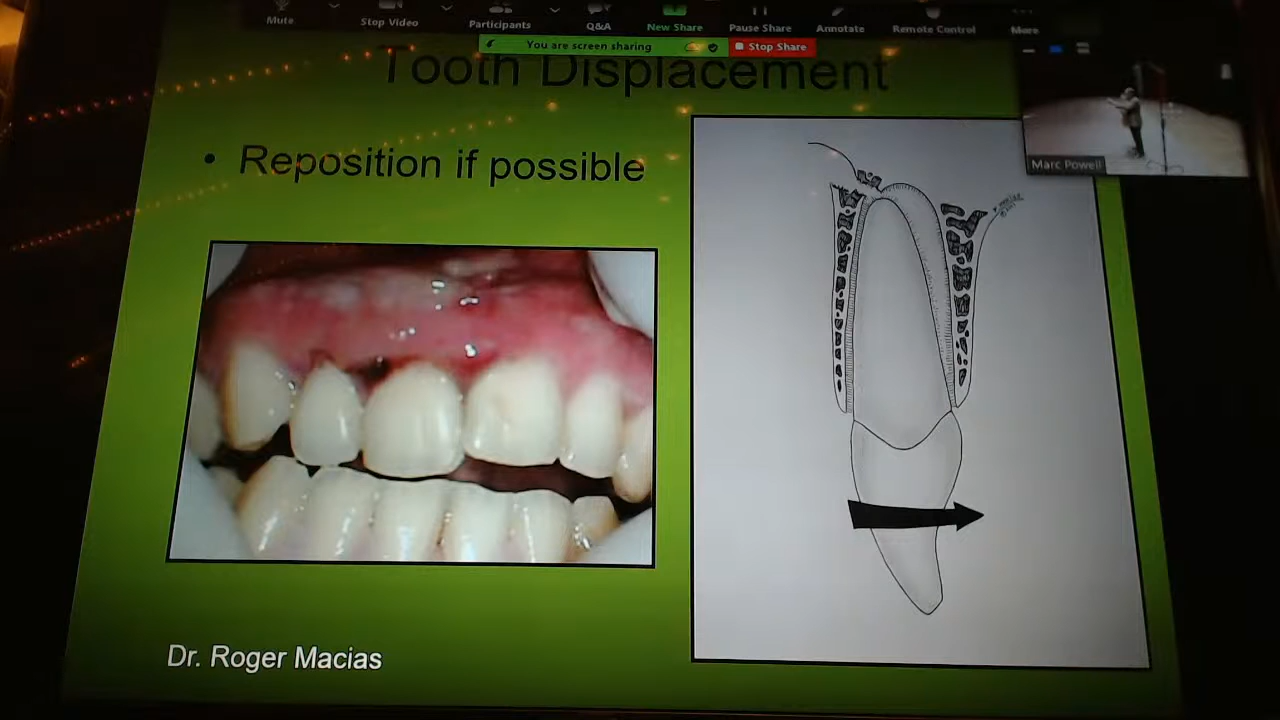 Mute
Stop Video
Participants
Q&A
New Share
Pause Share
Annotate
Remote Control
More
You are screen sharing
Stop Share
Tooth Displacement
• Reposition if possible
Marc Powell
Dr. Roger Macias